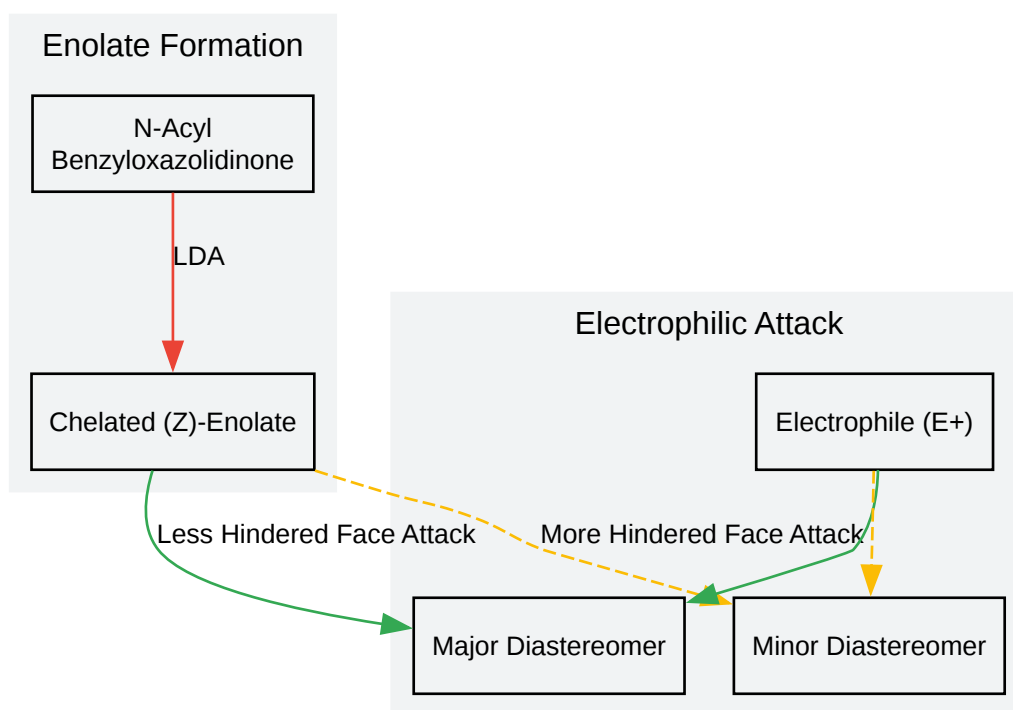 Enolate Formation
N-Acyl
Benzyloxazolidinone
LDA
Electrophilic Attack
Chelated (Z)-Enolate
Electrophile (E+)
Less Hindered Face Attack
More Hindered Face Attack
Major Diastereomer
Minor Diastereomer